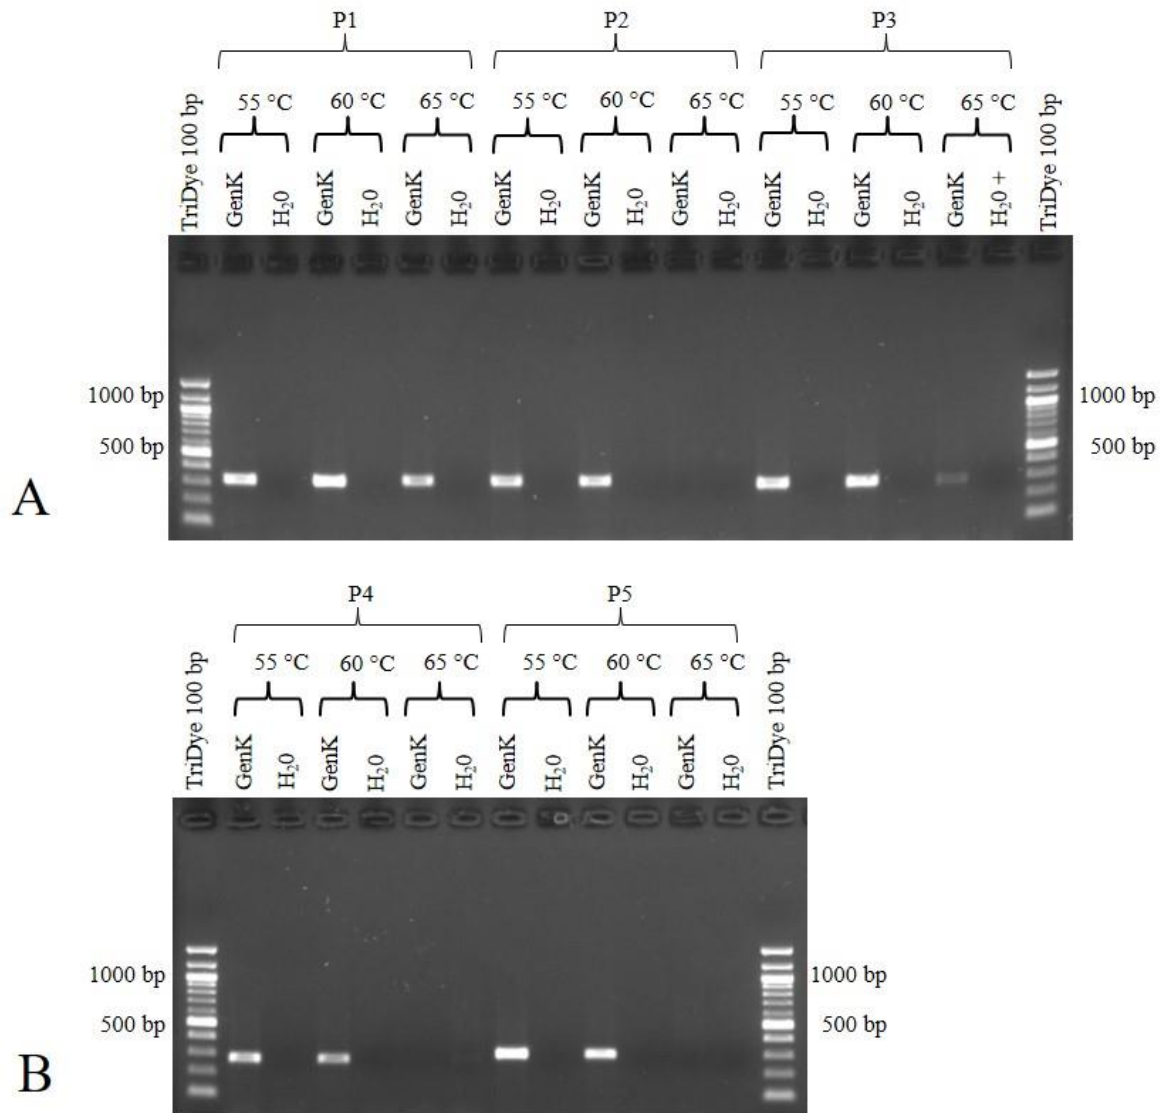 P1 P2 P3
55 °C 60 °C 65 °C 55 °C 60 °C 65 °C 55 °C 60 °C 65 °C
TriDye 100 bp GenK H₂0 GenK H₂0 GenK H₂0 GenK H₂0 GenK H₂0 GenK H₂0 GenK H₂0 GenK H₂0 GenK H₂0 + TriDye 100 bp
1000 bp 1000 bp
500 bp 500 bp
A
P4 P5
55 °C 60 °C 65 °C 55 °C 60 °C 65 °C
TriDye 100 bp GenK H₂0 GenK H₂0 GenK H₂0 GenK H₂0 GenK H₂0 GenK H₂0 TriDye 100 bp
1000 bp 1000 bp
500 bp 500 bp
B